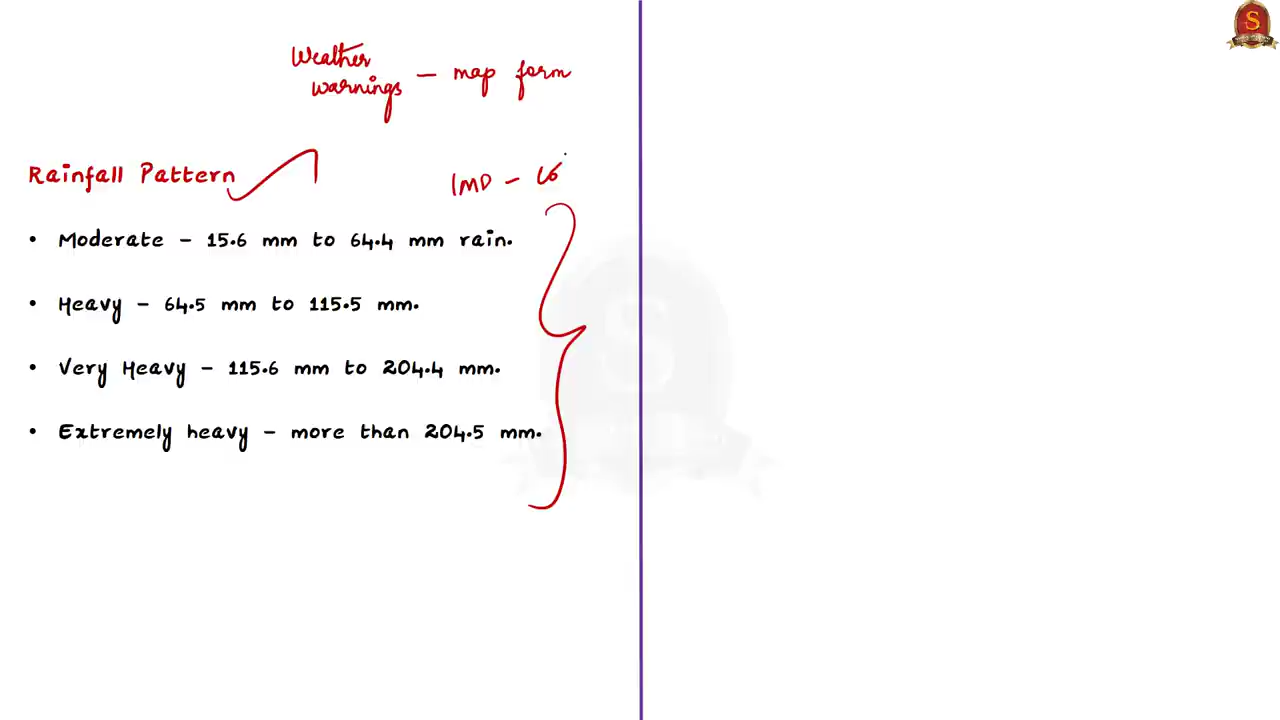 Weather
warnings – map form
Rainfall Pattern
IMD –
• Moderate – 15.6 mm to 64.4 mm rain.
• Heavy – 64.5 mm to 115.5 mm.
• Very Heavy – 115.6 mm to 204.4 mm.
• Extremely heavy – more than 204.5 mm.
S
S